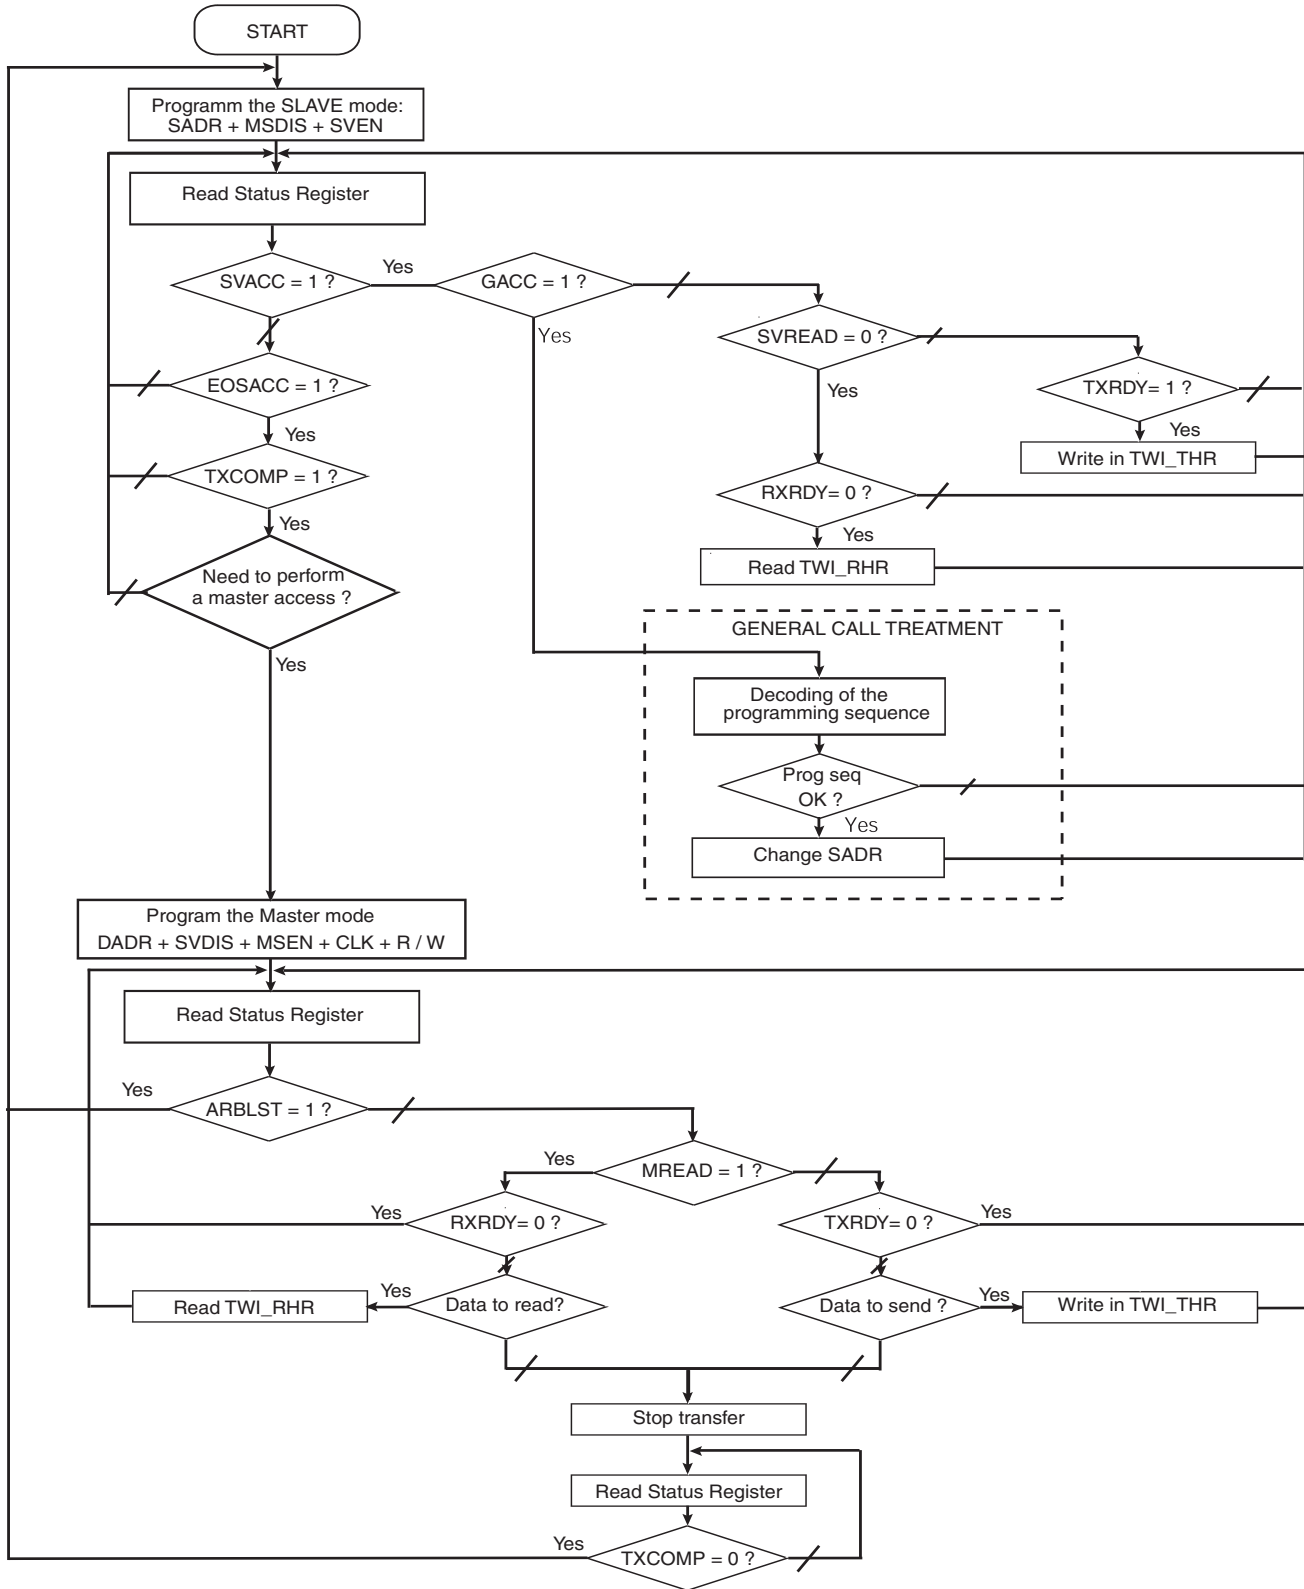 START
Programm the SLAVE mode:
SADR + MSDIS + SVEN
Read Status Register
SVACC = 1 ?
Yes
GACC = 1 ?
Yes
SVREAD = 0 ?
Yes
TXRDY= 1 ?
Yes
Write in TWI_THR
EOSACC = 1 ?
Yes
TXCOMP = 1 ?
Yes
RXRDY= 0 ?
Yes
Read TWI_RHR
Need to perform
a master access ?
Yes
GENERAL CALL TREATMENT
Decoding of the
programming sequence
Prog seq
OK ?
Yes
Change SADR
Program the Master mode
DADR + SVDIS + MSEN + CLK + R / W
Read Status Register
Yes
ARBLST = 1 ?
Yes
MREAD = 1 ?
Yes
RXRDY= 0 ?
TXRDY= 0 ?
Yes
Read TWI_RHR
Yes
Data to read?
Data to send ?
Yes
Write in TWI_THR
Stop transfer
Read Status Register
Yes
TXCOMP = 0 ?